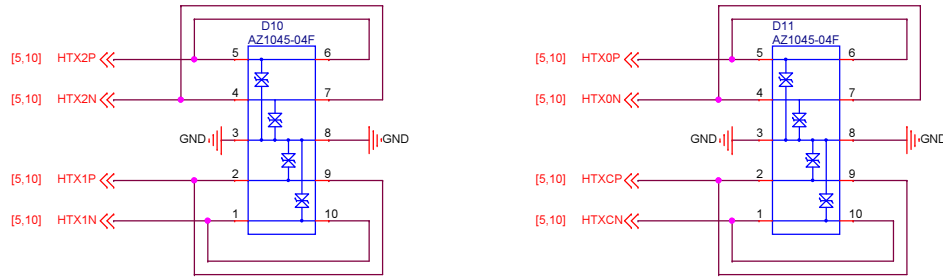 D10
AZ1045-04F
[5,10] HTX2P 5 6
[5,10] HTX2N 4 7
GND 3 8 GND
[5,10] HTX1P 2 9
[5,10] HTX1N 1 10
D11
AZ1045-04F
[5,10] HTX0P 5 6
[5,10] HTX0N 4 7
GND 3 8 GND
[5,10] HTXCP 2 9
[5,10] HTXCN 1 10